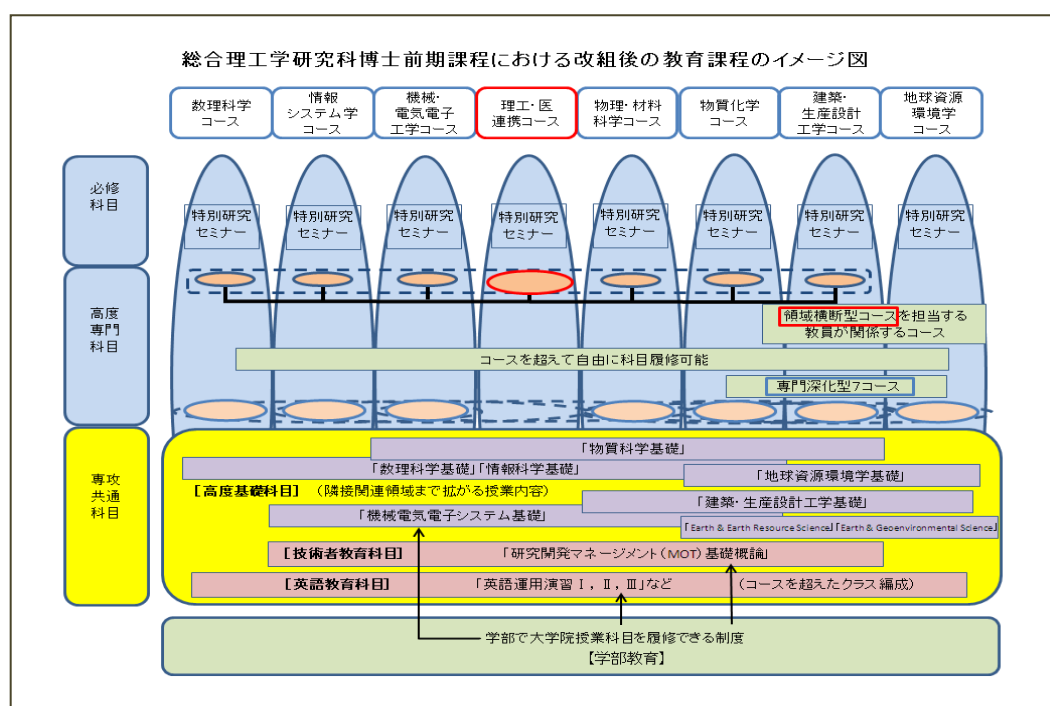 総合理工学研究科博士前期課程における改組後の教育課程のイメージ図
数理科学
コース
情報
システム学
コース
機械・
電気電子
工学コース
理工・医
連携コース
物理・材料
科学コース
物質化学
コース
建築・
生産設計
工学コース
地球資源
環境学
コース
必修
科目
特別研究
セミナー
特別研究
セミナー
特別研究
セミナー
特別研究
セミナー
特別研究
セミナー
特別研究
セミナー
特別研究
セミナー
特別研究
セミナー
高度
専門
科目
領域横断型コースを担当する
教員が関係するコース
コースを超えて自由に科目履修可能
専門深化型7コース
専攻
共通
科目
「物質科学基礎」
「数理科学基礎」「情報科学基礎」
「地球資源環境学基礎」
【高度基礎科目】 (隣接関連領域まで拡がる授業内容)
「建築・生産設計工学基礎」
「機械電気電子システム基礎」
「Earth & Earth Resource Science」「Earth & Geoenvironmental Science」
【技術者教育科目】 「研究開発マネージメント(MOT)基礎概論」
【英語教育科目】 「英語運用演習Ⅰ,Ⅱ,Ⅲ」など (コースを超えたクラス編成)
学部で大学院授業科目を履修できる制度
【学部教育】